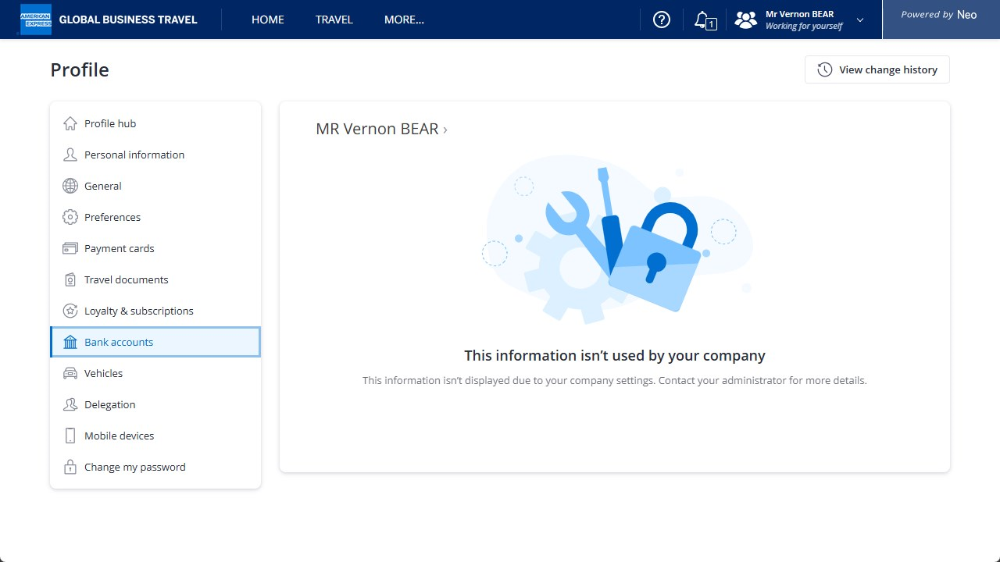 AMERICAN EXPRESS
GLOBAL BUSINESS TRAVEL
HOME
TRAVEL
MORE...
1
Mr Vernon BEAR
Working for yourself
Powered by Neo
Profile
View change history
Profile hub
Personal information
General
Preferences
Payment cards
Travel documents
Loyalty & subscriptions
Bank accounts
Vehicles
Delegation
Mobile devices
Change my password
MR Vernon BEAR ›
This information isn’t used by your company
This information isn’t displayed due to your company settings. Contact your administrator for more details.